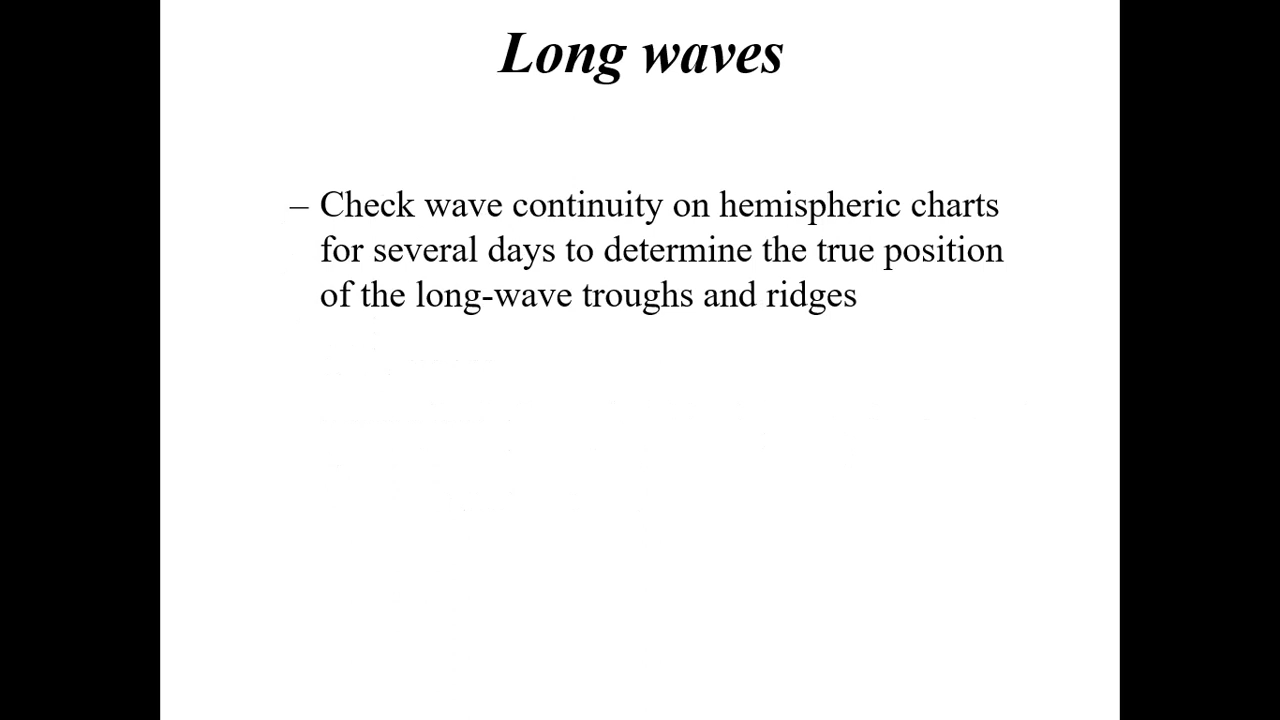 Long waves
– Check wave continuity on hemispheric charts
for several days to determine the true position
of the long-wave troughs and ridges